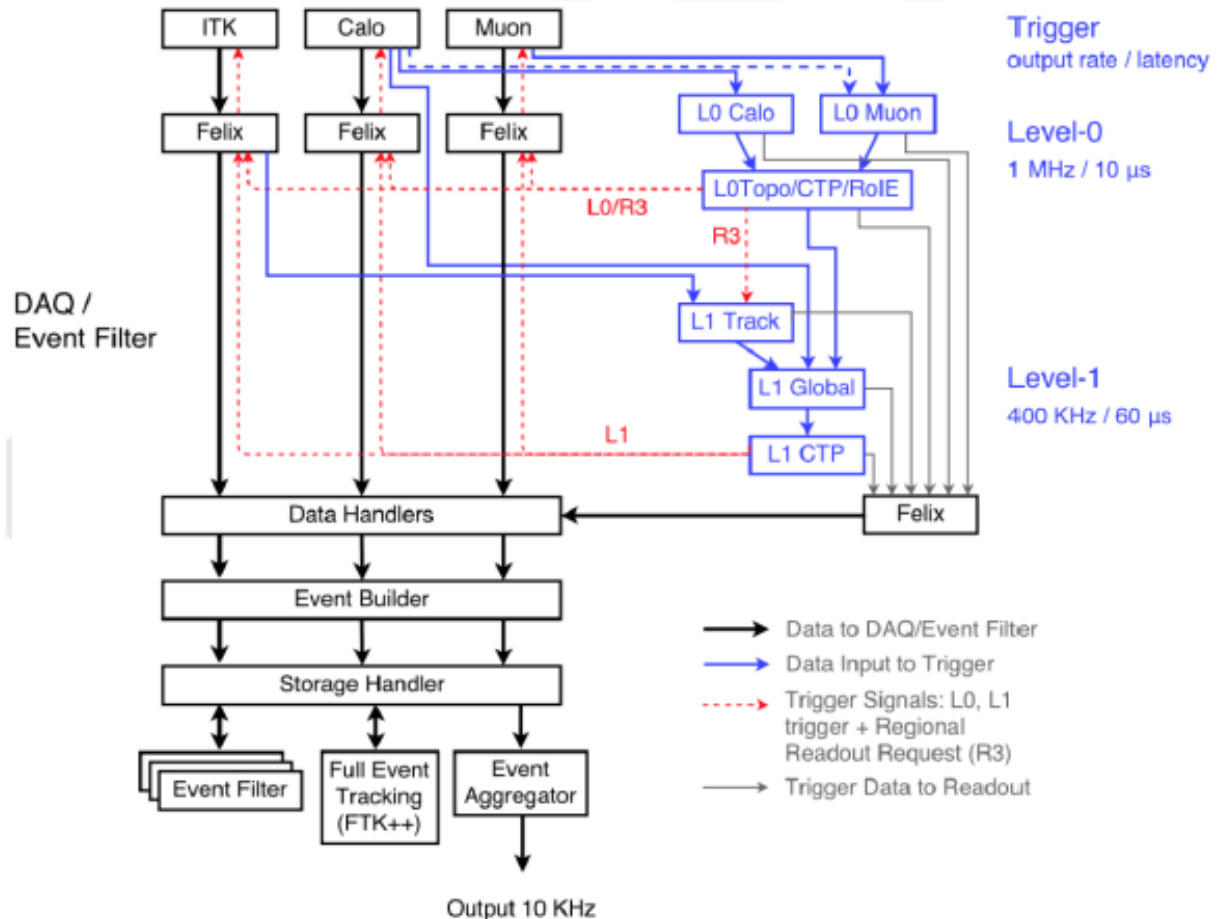 ITK
Calo
Muon
Trigger
output rate / latency
L0 Calo
L0 Muon
Felix
Felix
Felix
Level-0
1 MHz / 10 µs
L0Topo/CTP/RoIE
L0/R3
R3
DAQ /
Event Filter
L1 Track
L1 Global
Level-1
400 KHz / 60 µs
L1
L1 CTP
Data Handlers
Felix
Event Builder
Storage Handler
Event Filter
Full Event
Tracking
(FTK++)
Event
Aggregator
Output 10 KHz
Data to DAQ/Event Filter
Data Input to Trigger
Trigger Signals: L0, L1
trigger + Regional
Readout Request (R3)
Trigger Data to Readout